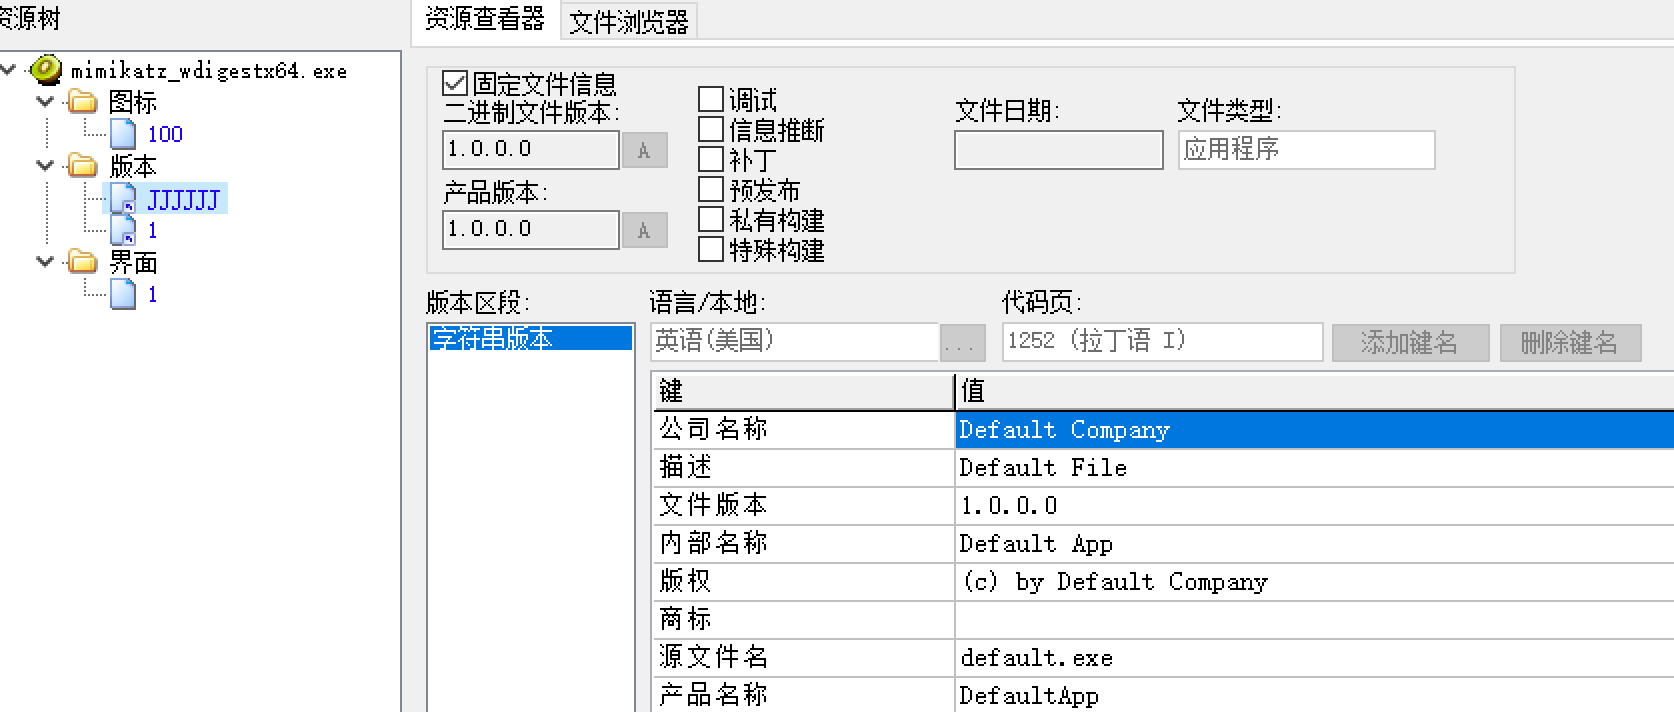 资源树
mimikatz_wdigestx64.exe
图标
100
版本
JJJJJJ
1
界面
1
资源查看器
文件浏览器
固定文件信息
二进制文件版本:
1.0.0.0
A
产品版本:
1.0.0.0
A
调试
信息推断
补丁
预发布
私有构建
特殊构建
文件日期:
文件类型:
应用程序
版本区段:
字符串版本
语言/本地:
英语(美国)
...
代码页:
1252 (拉丁语 I)
添加键名
删除键名
键 值
公司名称 Default Company
描述 Default File
文件版本 1.0.0.0
内部名称 Default App
版权 (c) by Default Company
商标
源文件名 default.exe
产品名称 DefaultApp